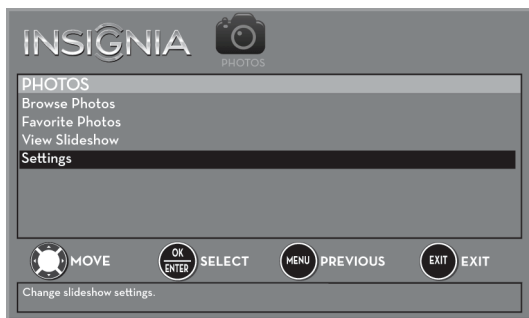 INSIGNIA
PHOTOS
PHOTOS
Browse Photos
Favorite Photos
View Slideshow
Settings
MOVE
OK
ENTER
SELECT
MENU
PREVIOUS
EXIT
EXIT
Change slideshow settings.